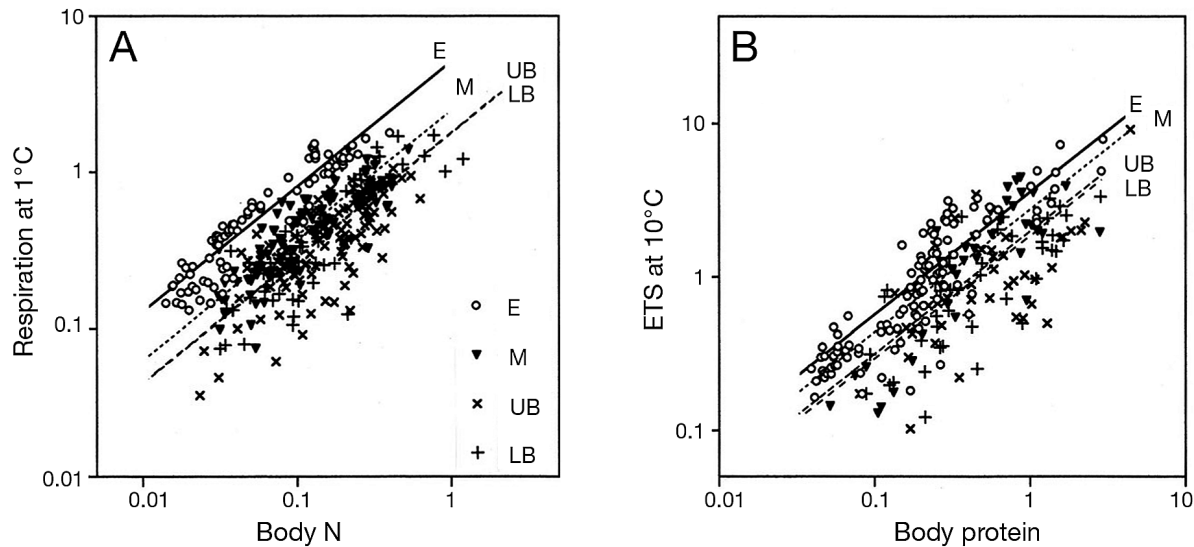 A
Respiration at 1°C
10
1
0.1
0.01
0.01
0.1
1
Body N
E
M
UB
LB
E
M
UB
LB
B
ETS at 10°C
10
1
0.1
0.01
0.1
1
10
Body protein
E
M
UB
LB